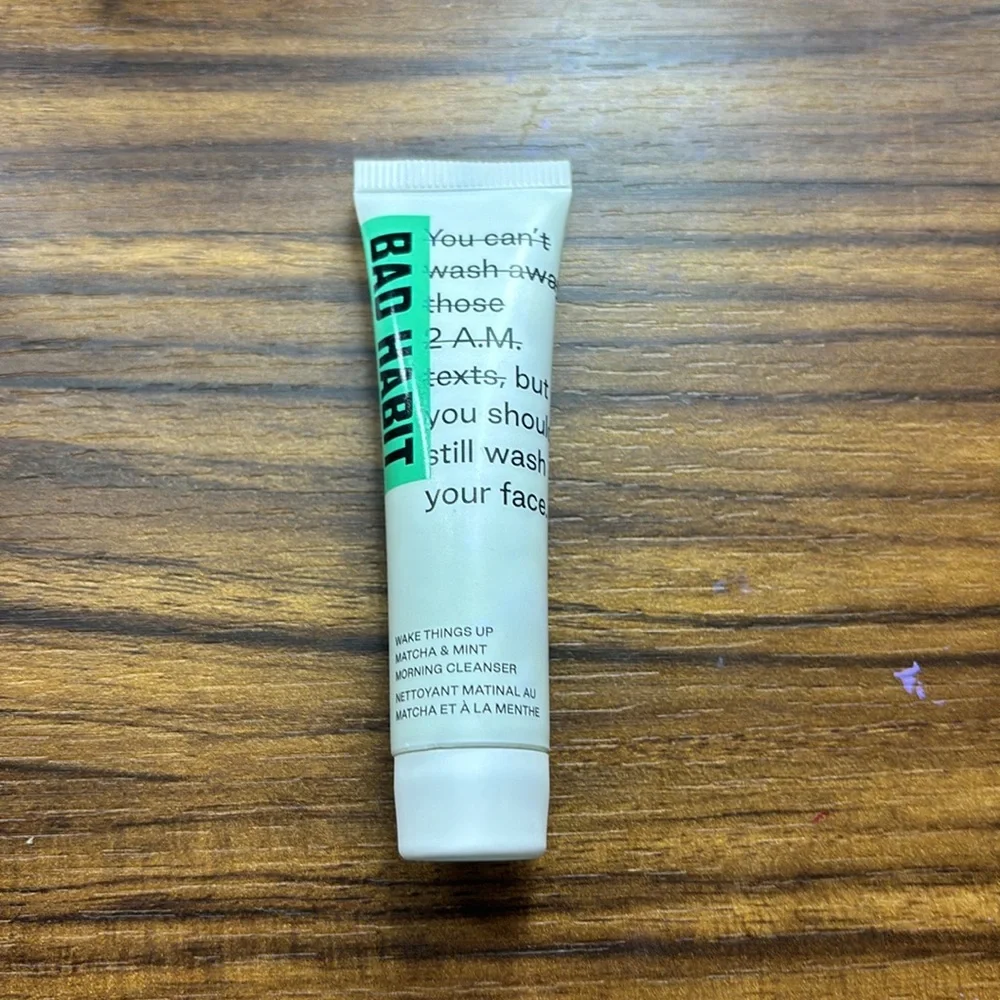 BAD HABIT
You can't
wash awa
those
2 A.M.
texts, but
you shoul
still wash
your face.
WAKE THINGS UP
MATCHA & MINT
MORNING CLEANSER
NETTOYANT MATINAL AU
MATCHA ET À LA MENTHE